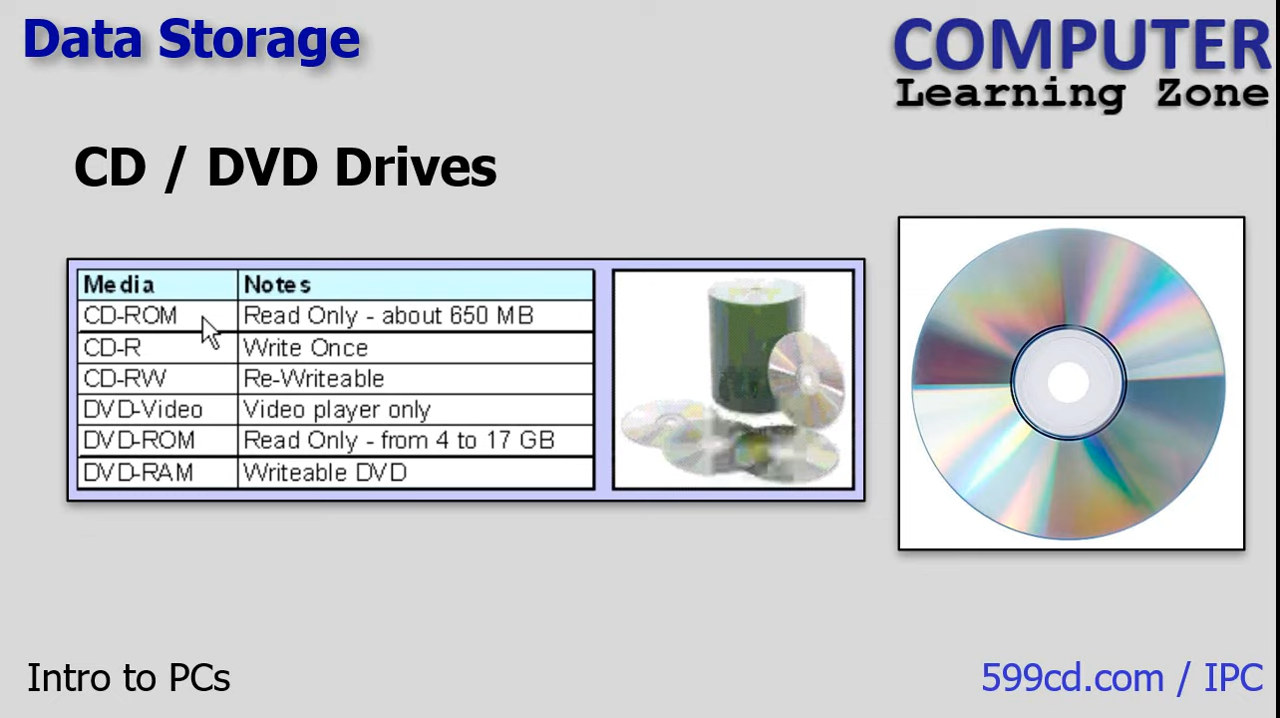 Data Storage
COMPUTER
Learning Zone
CD / DVD Drives
Media Notes
CD-ROM Read Only - about 650 MB
CD-R Write Once
CD-RW Re-Writeable
DVD-Video Video player only
DVD-ROM Read Only - from 4 to 17 GB
DVD-RAM Writeable DVD
Intro to PCs
599cd.com / IPC